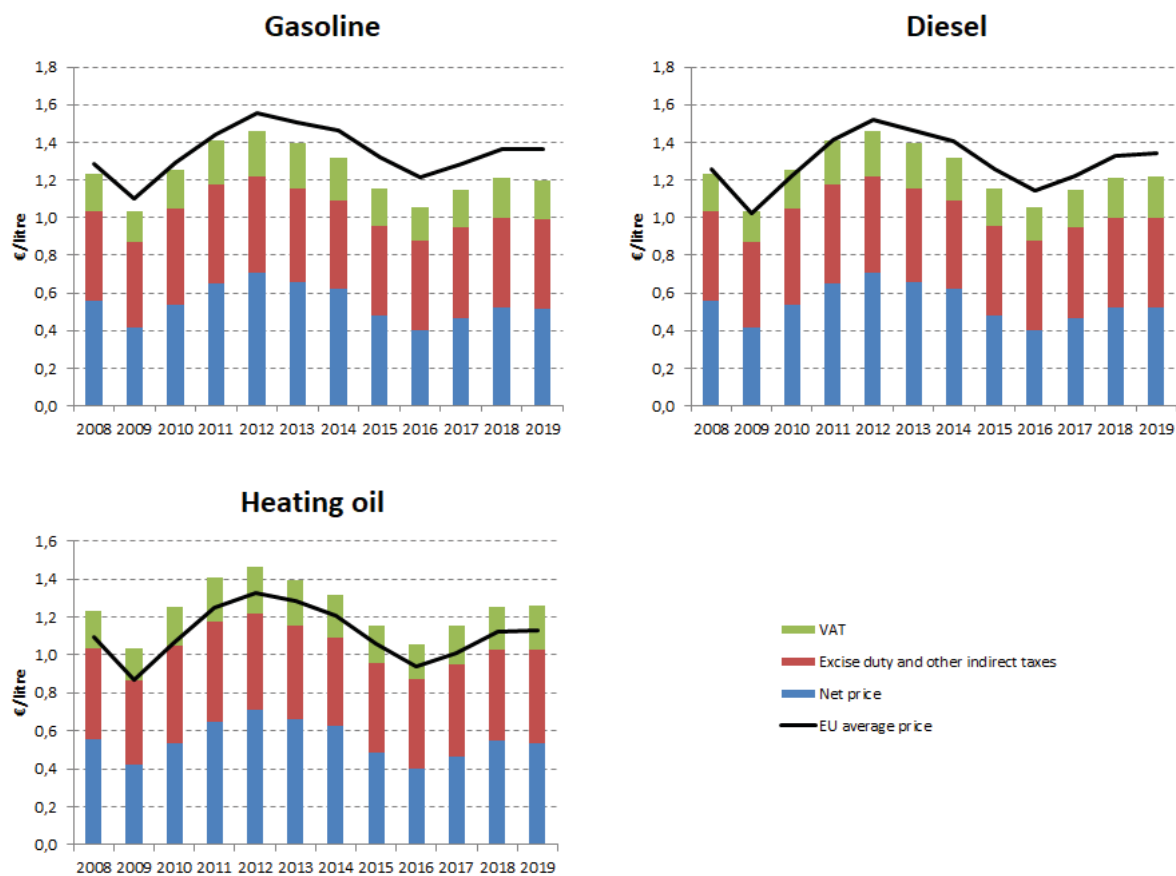 Gasoline
1,8
1,6
1,4
1,2
1,0
0,8
0,6
0,4
0,2
0,0
€/litre
2008 2009 2010 2011 2012 2013 2014 2015 2016 2017 2018 2019
Diesel
1,8
1,6
1,4
1,2
1,0
0,8
0,6
0,4
0,2
0,0
€/litre
2008 2009 2010 2011 2012 2013 2014 2015 2016 2017 2018 2019
Heating oil
1,6
1,4
1,2
1,0
0,8
0,6
0,4
0,2
0,0
€/litre
2008 2009 2010 2011 2012 2013 2014 2015 2016 2017 2018 2019
VAT
Excise duty and other indirect taxes
Net price
EU average price